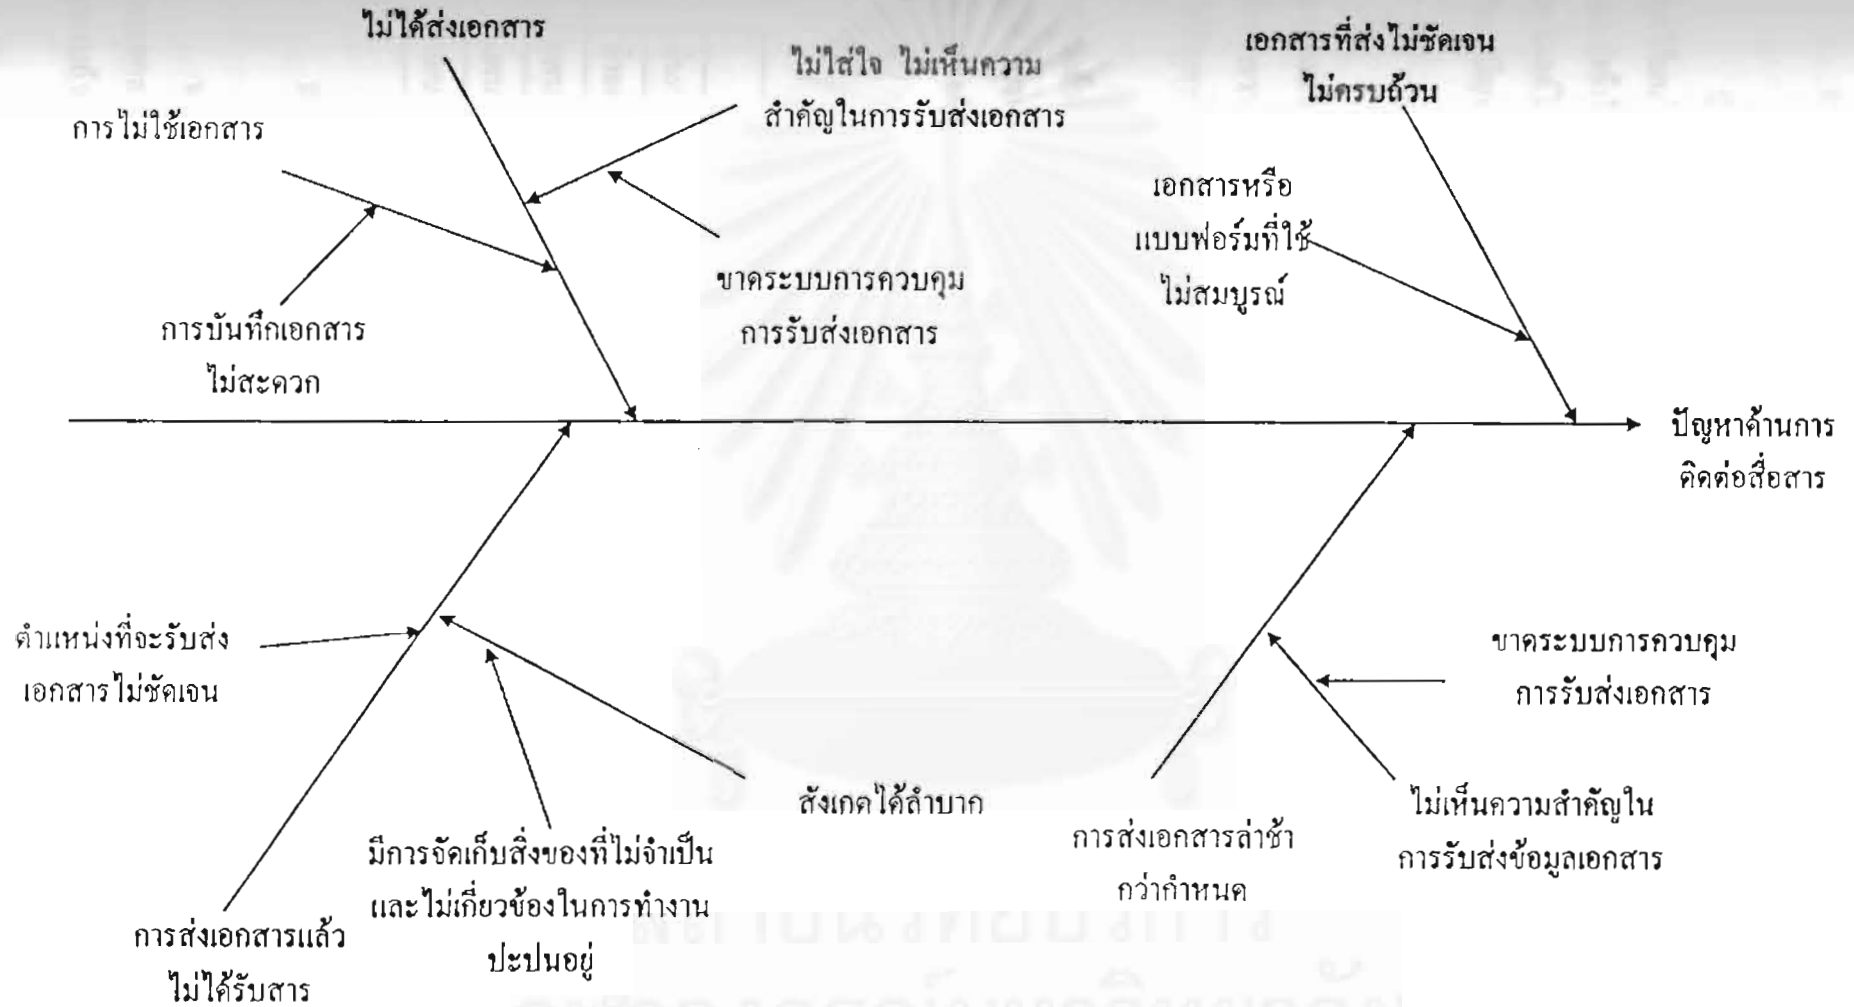 ไม่ได้ส่งเอกสาร
ไม่ใส่ใจ ไม่เห็นความ
สำคัญในการรับส่งเอกสาร
เอกสารที่ส่งไม่ชัดเจน
ไม่ครบถ้วน
การไม่ใช้เอกสาร
เอกสารหรือ
แบบฟอร์มที่ใช้
ไม่สมบูรณ์
ขาดระบบการควบคุม
การรับส่งเอกสาร
การบันทึกเอกสาร
ไม่สะดวก
ปัญหาด้านการ
ติดต่อสื่อสาร
ตำแหน่งที่จะรับส่ง
เอกสารไม่ชัดเจน
ขาดระบบการควบคุม
การรับส่งเอกสาร
สังเกตได้ลำบาก
ไม่เห็นความสำคัญใน
การรับส่งข้อมูลเอกสาร
การส่งเอกสารล่าช้า
กว่ากำหนด
มีการจัดเก็บสิ่งของที่ไม่จำเป็น
และไม่เกี่ยวข้องในการทำงาน
ปะปนอยู่
การส่งเอกสารแล้ว
ไม่ได้รับสาร